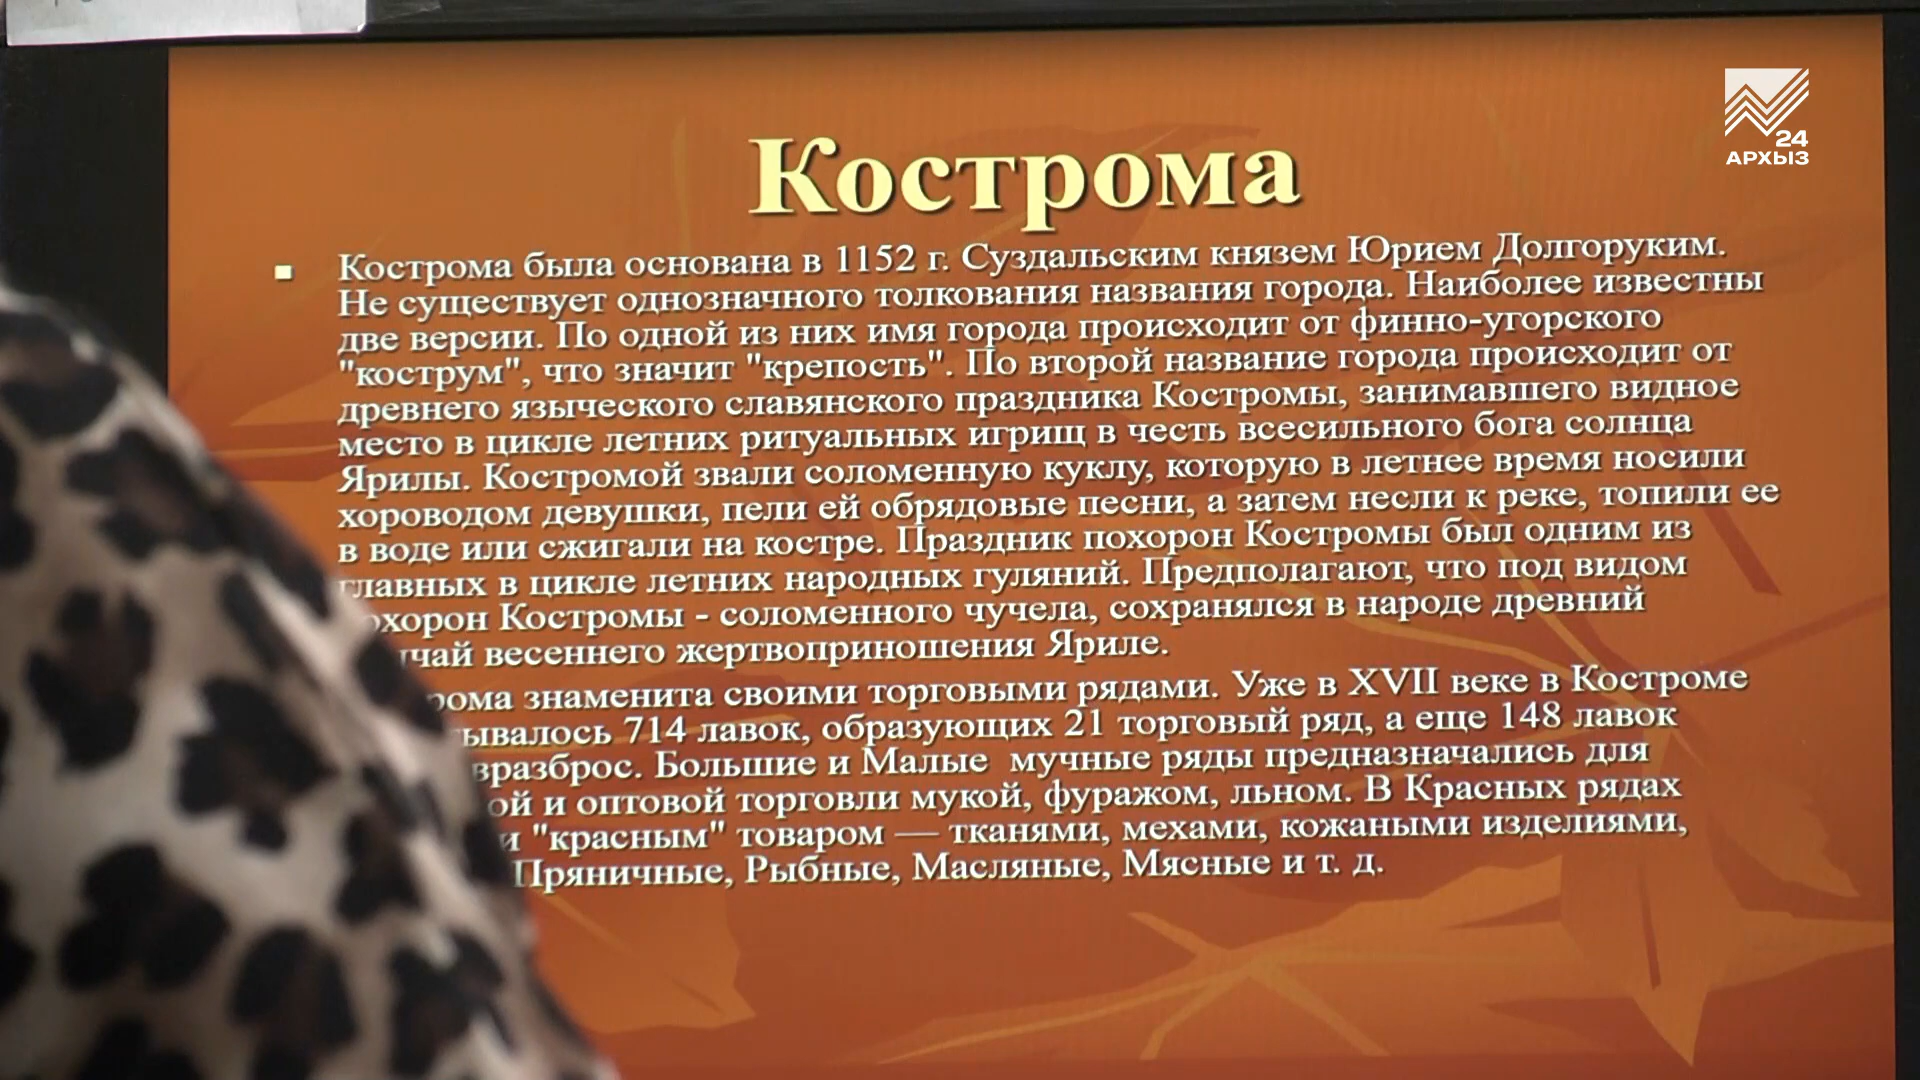 24
АРХЫЗ
Кострома
Кострома была основана в 1152 г. Суздальским князем Юрием Долгоруким.
Не существует однозначного толкования названия города. Наиболее известны
две версии. По одной из них имя города происходит от финно-угорского
"кострум", что значит "крепость". По второй название города происходит от
древнего языческого славянского праздника Костромы, занимавшего видное
место в цикле летних ритуальных игрищ в честь всесильного бога солнца
Ярилы. Костромой звали соломенную куклу, которую в летнее время носили
хороводом девушки, пели ей обрядовые песни, а затем несли к реке, топили ее
в воде или сжигали на костре. Праздник похорон Костромы был одним из
главных в цикле летних народных гуляний. Предполагают, что под видом
Костромы - соломенного чучела, сохранялся в народе древний
весеннего жертвоприношения Яриле.
знаменита своими торговыми рядами. Уже в XVII веке в Костроме
714 лавок, образующих 21 торговый ряд, а еще 148 лавок
вразброс. Большие и Малые мучные ряды предназначались для
и оптовой торговли мукой, фуражом, льном. В Красных рядах
"красным" товаром — тканями, мехами, кожаными изделиями,
Пряничные, Рыбные, Масляные, Мясные и т. д.